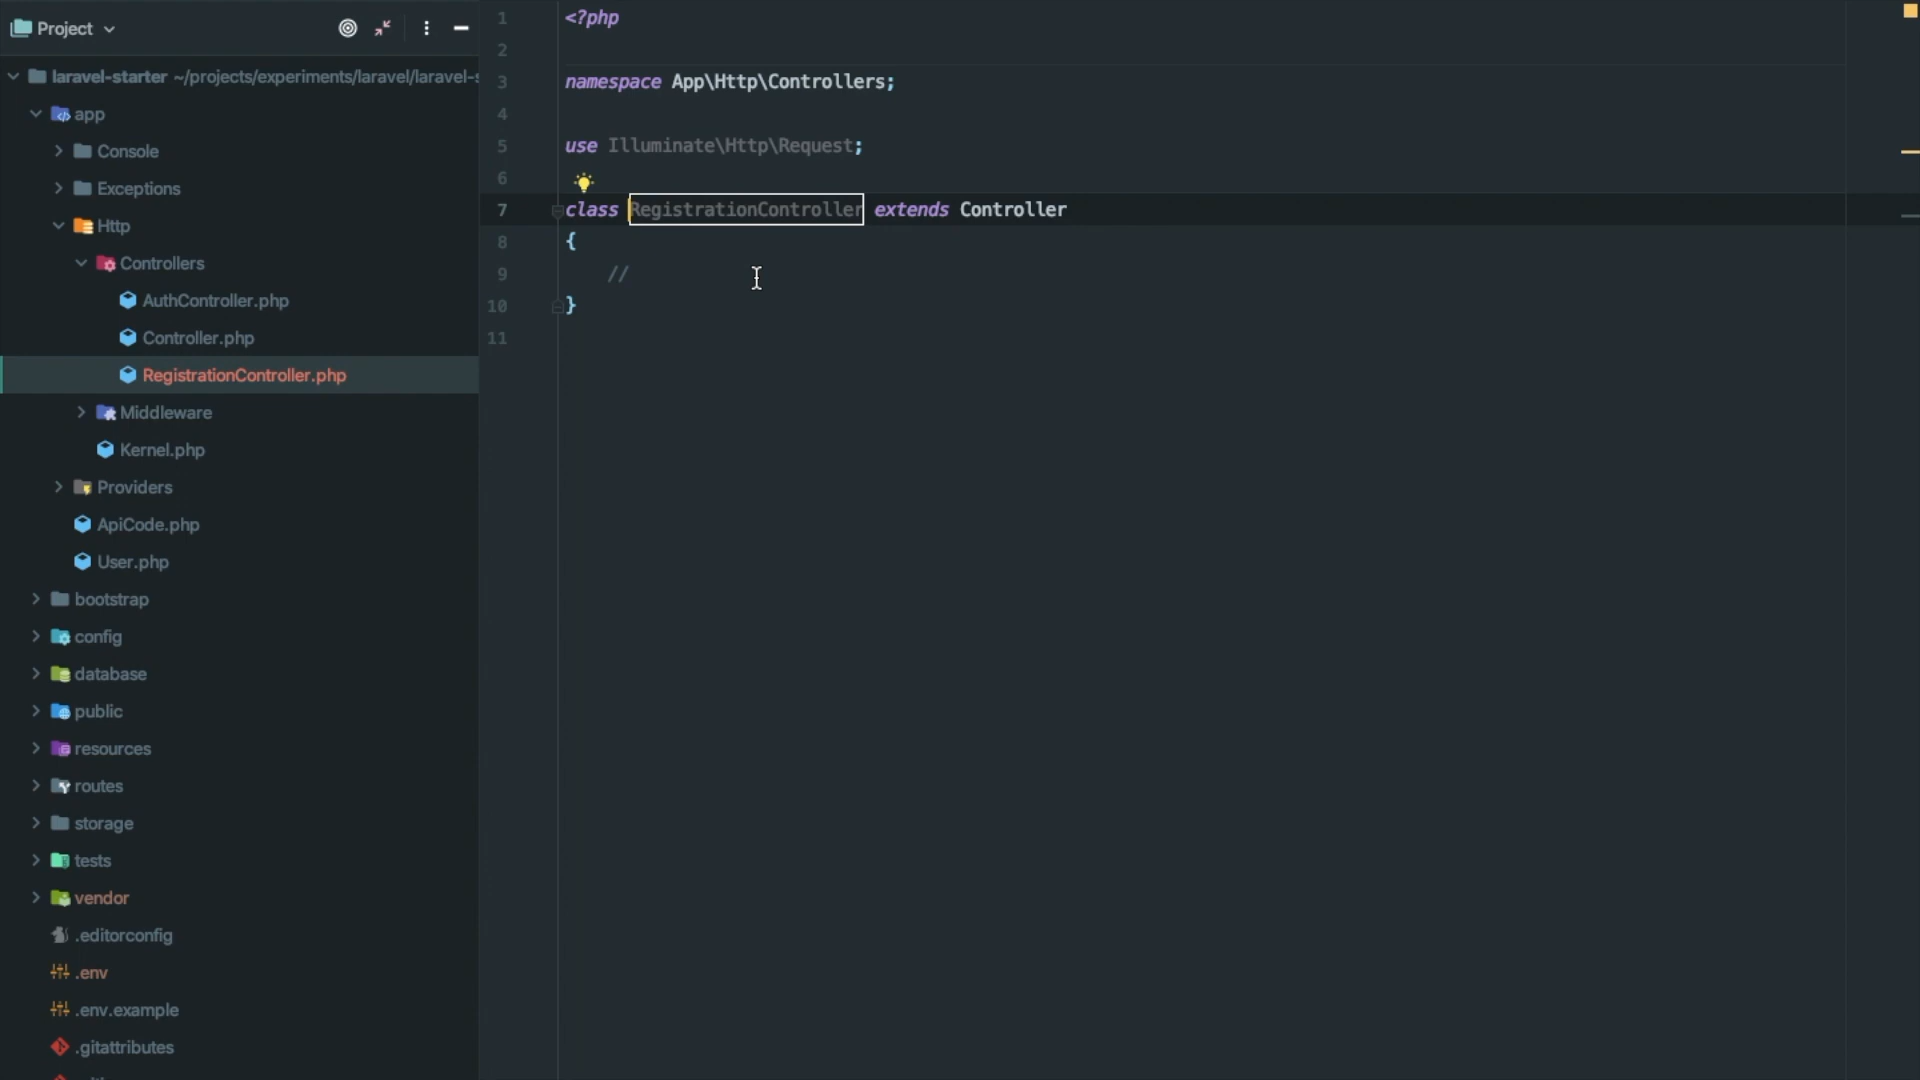 Project
laravel-starter ~/projects/experiments/laravel/laravel-s
app
Console
Exceptions
Http
Controllers
AuthController.php
Controller.php
RegistrationController.php
Middleware
Kernel.php
Providers
ApiCode.php
User.php
bootstrap
config
database
public
resources
routes
storage
tests
vendor
.editorconfig
.env
.env.example
.gitattributes
1 <?php
2
3 namespace App\Http\Controllers;
4
5 use Illuminate\Http\Request;
6
7 class RegistrationController extends Controller
8 {
9 //
10 }
11